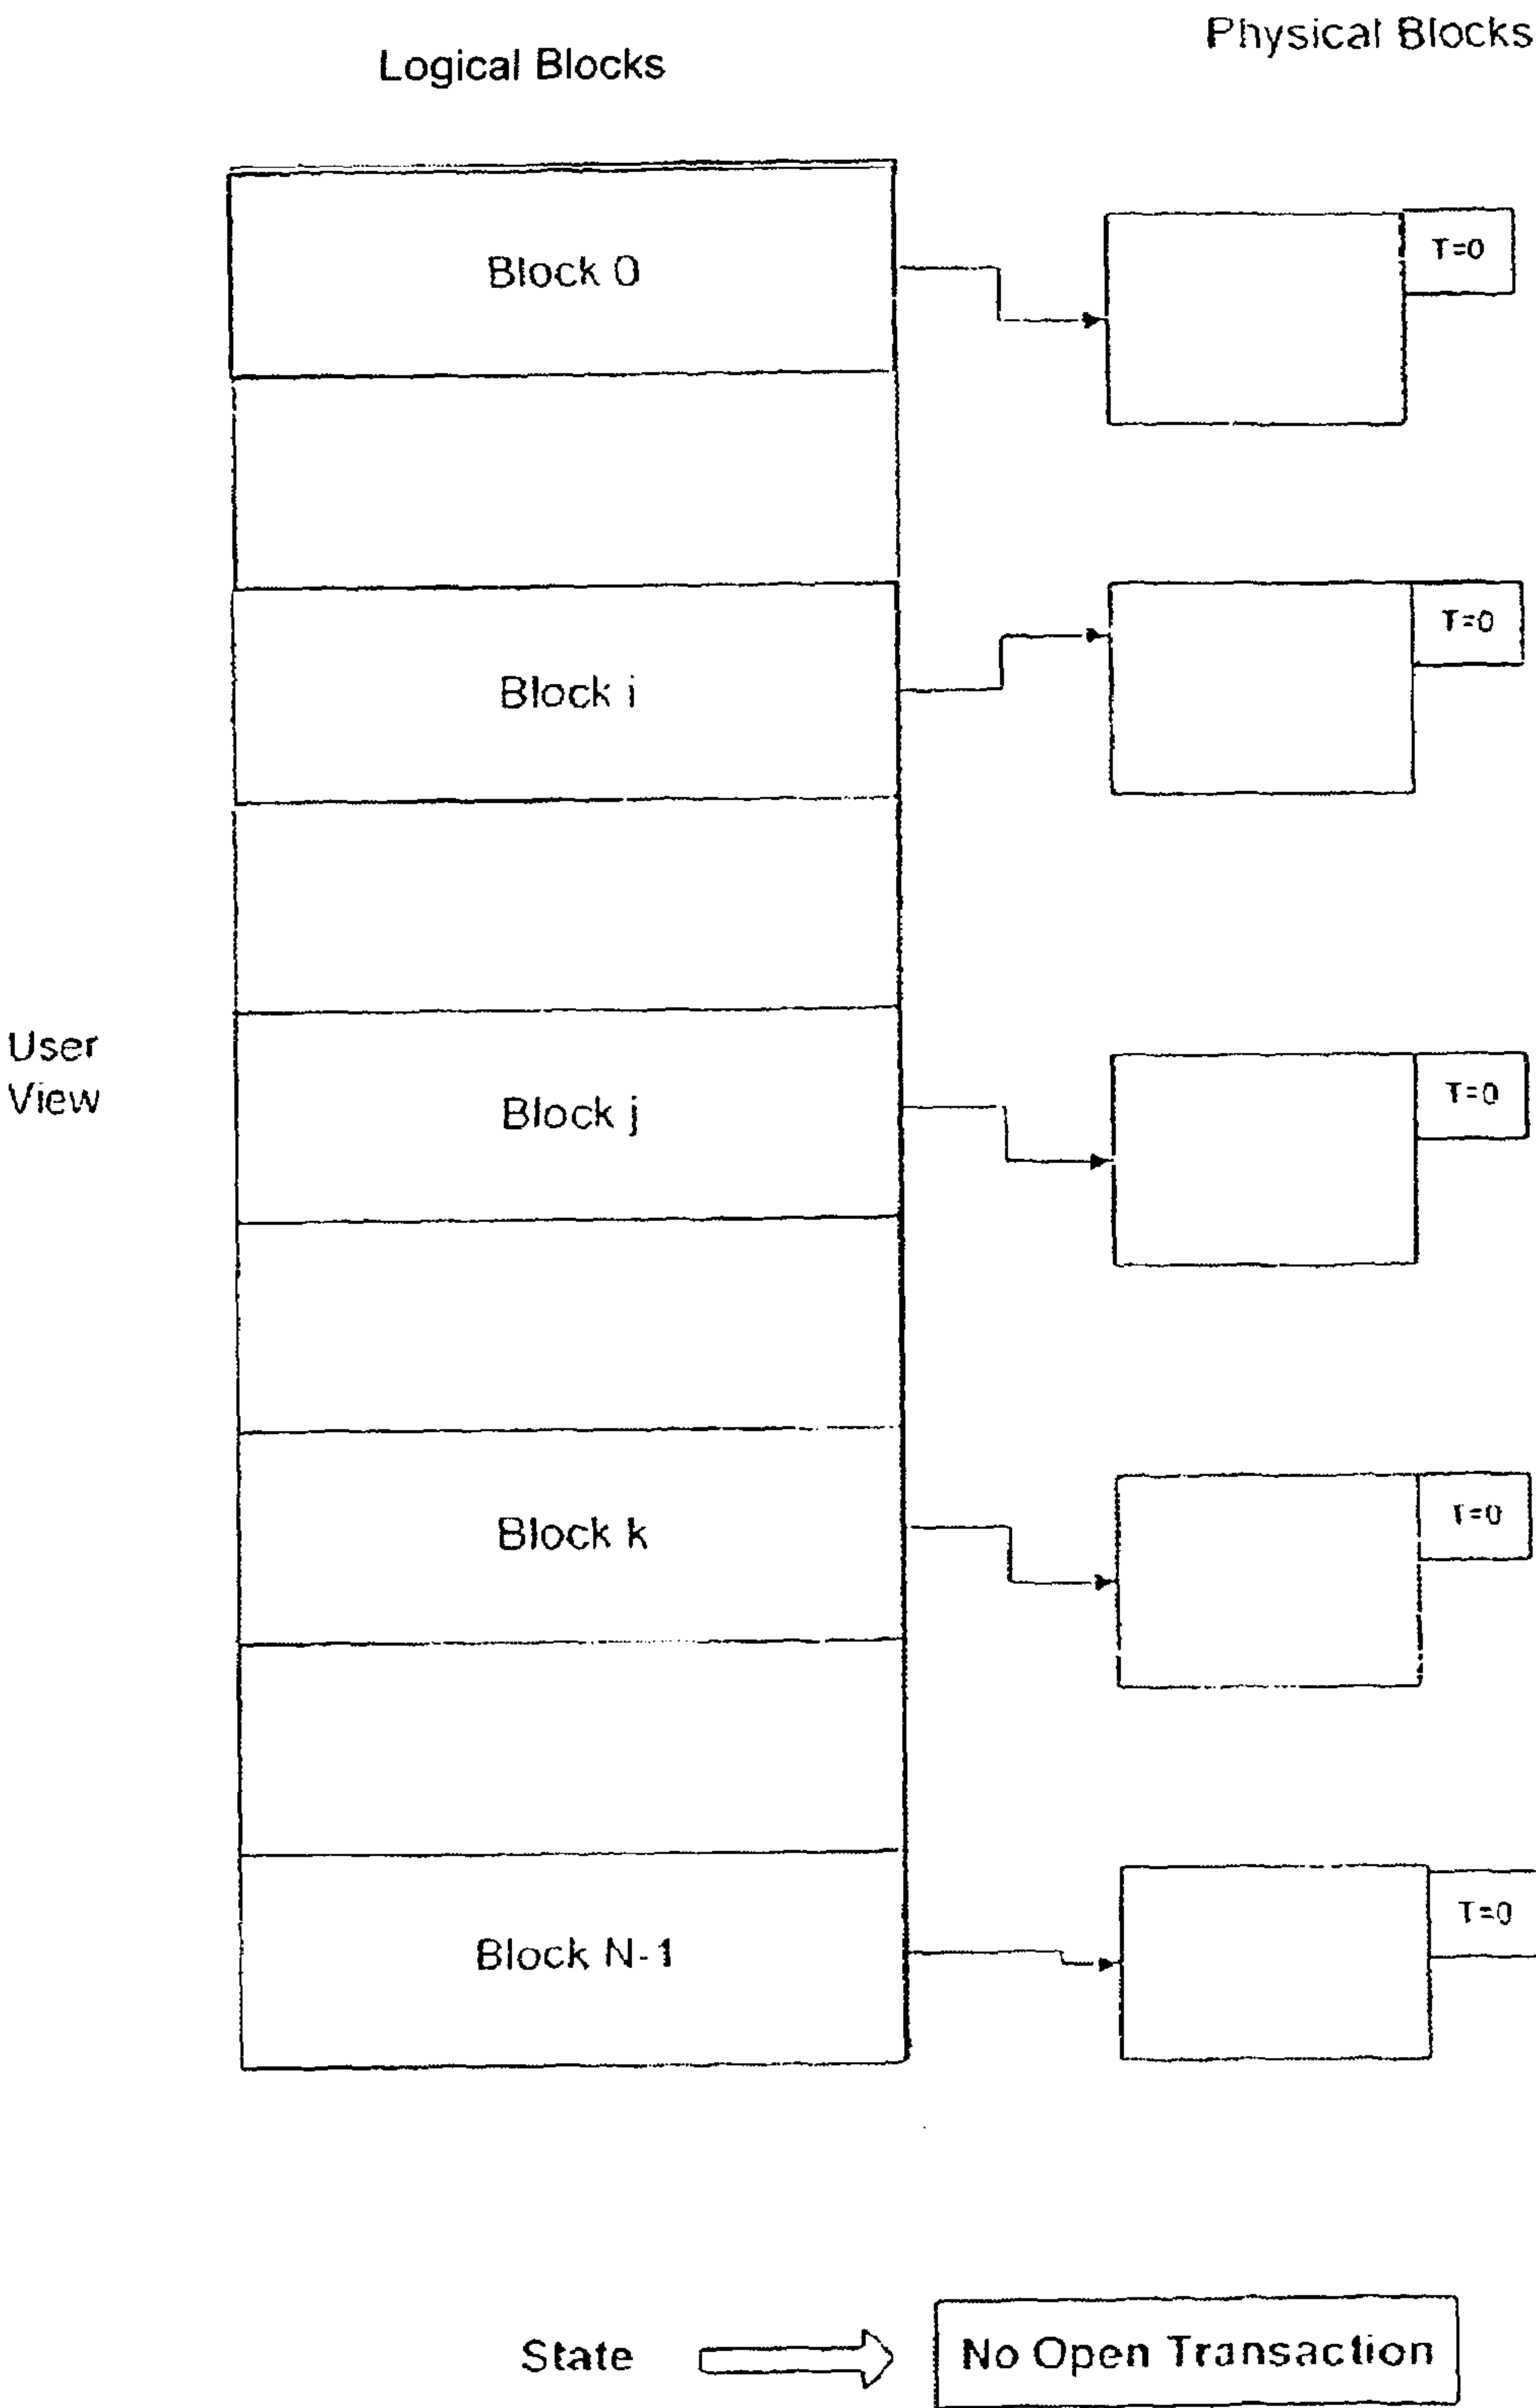 Physical Blocks
Logical Blocks
Block 0
T=0
Block i
T=0
User
View
Block j
T=0
Block k
T=0
Block N-1
T=0
State
No Open Transaction